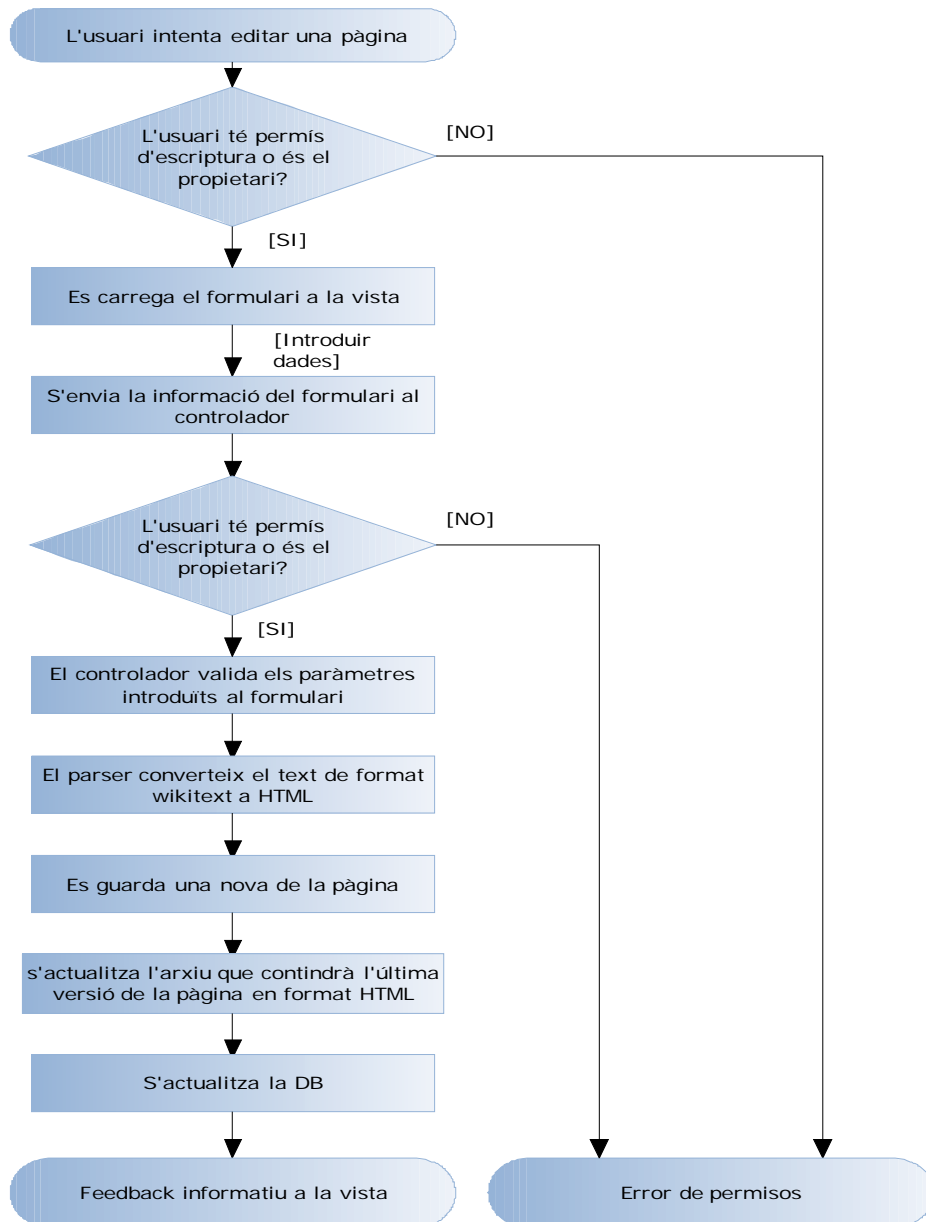 L'usuari intenta editar una pàgina
L'usuari té permís
d'escriptura o és el
propietari?
[NO]
[SI]
Es carrega el formulari a la vista
[Introduir
dades]
S'envia la informació del formulari al
controlador
L'usuari té permís
d'escriptura o és el
propietari?
[NO]
[SI]
El controlador valida els paràmetres
introduïts al formulari
El parser converteix el text de format
wikitext a HTML
Es guarda una nova de la pàgina
s'actualitza l'arxiu que contindrà l'última
versió de la pàgina en format HTML
S'actualitza la DB
Feedback informatiu a la vista
Error de permisos